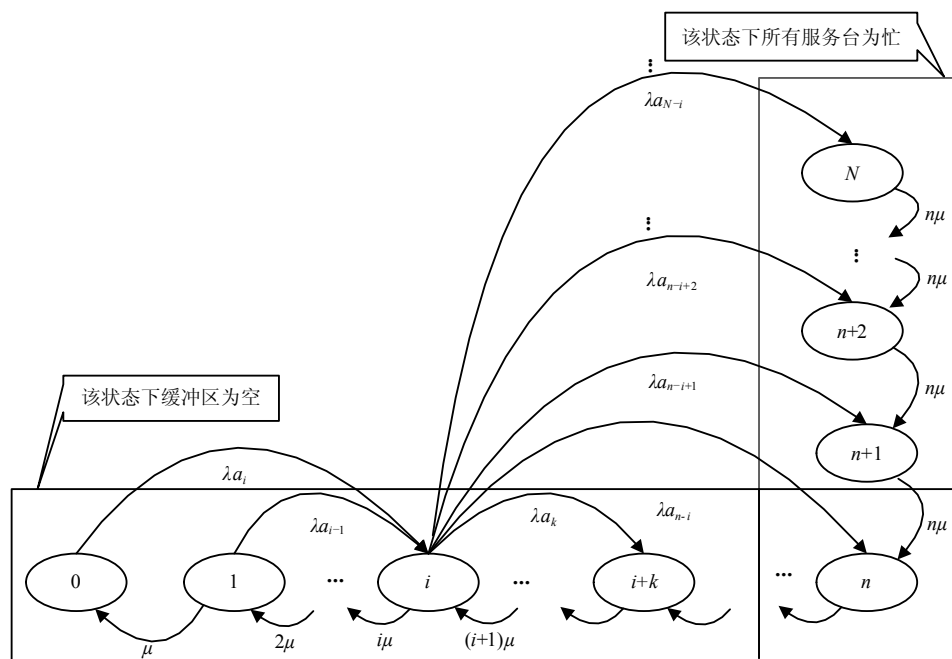 该状态下所有服务台为忙
⋮
λa_{N−i}
N
nμ
⋮
⋮
λa_{n−i+2}
nμ
n+2
该状态下缓冲区为空
λa_{n−i+1}
nμ
n+1
λa_i
λa_{i−1}
λa_k
λa_{n-i}
nμ
0
1
...
i
...
i+k
...
n
μ
2μ
iμ
(i+1)μ